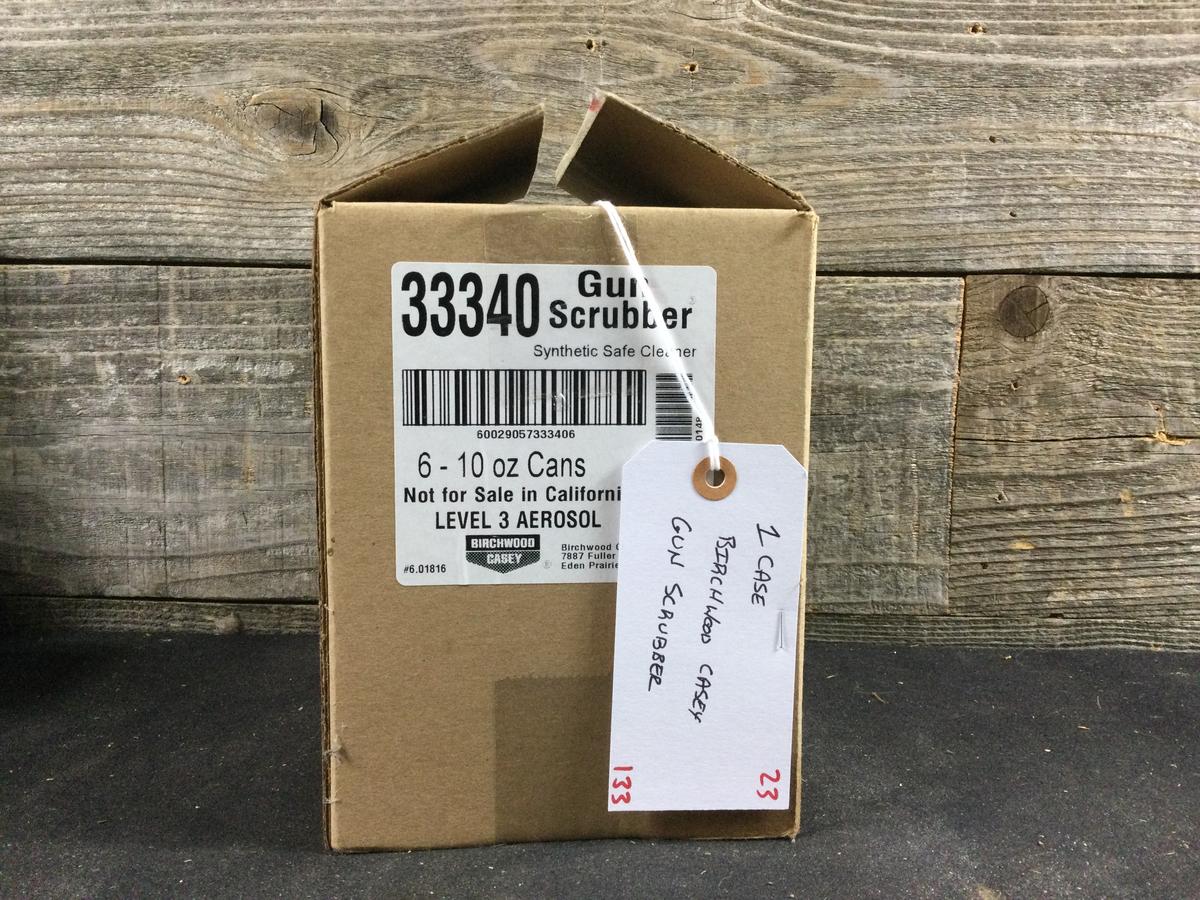 33340
Gun
Scrubber
Synthetic Safe Cleaner
60029057333406
6 - 10 oz Cans
Not for Sale in Californi
LEVEL 3 AEROSOL
BIRCHWOOD
CASEY
®
Birchwood
7887 Fuller
Eden Prairie
#6.01816
0148
1 CASE
BIRCHWOOD CASEY
GUN SCRUBBER
23
133